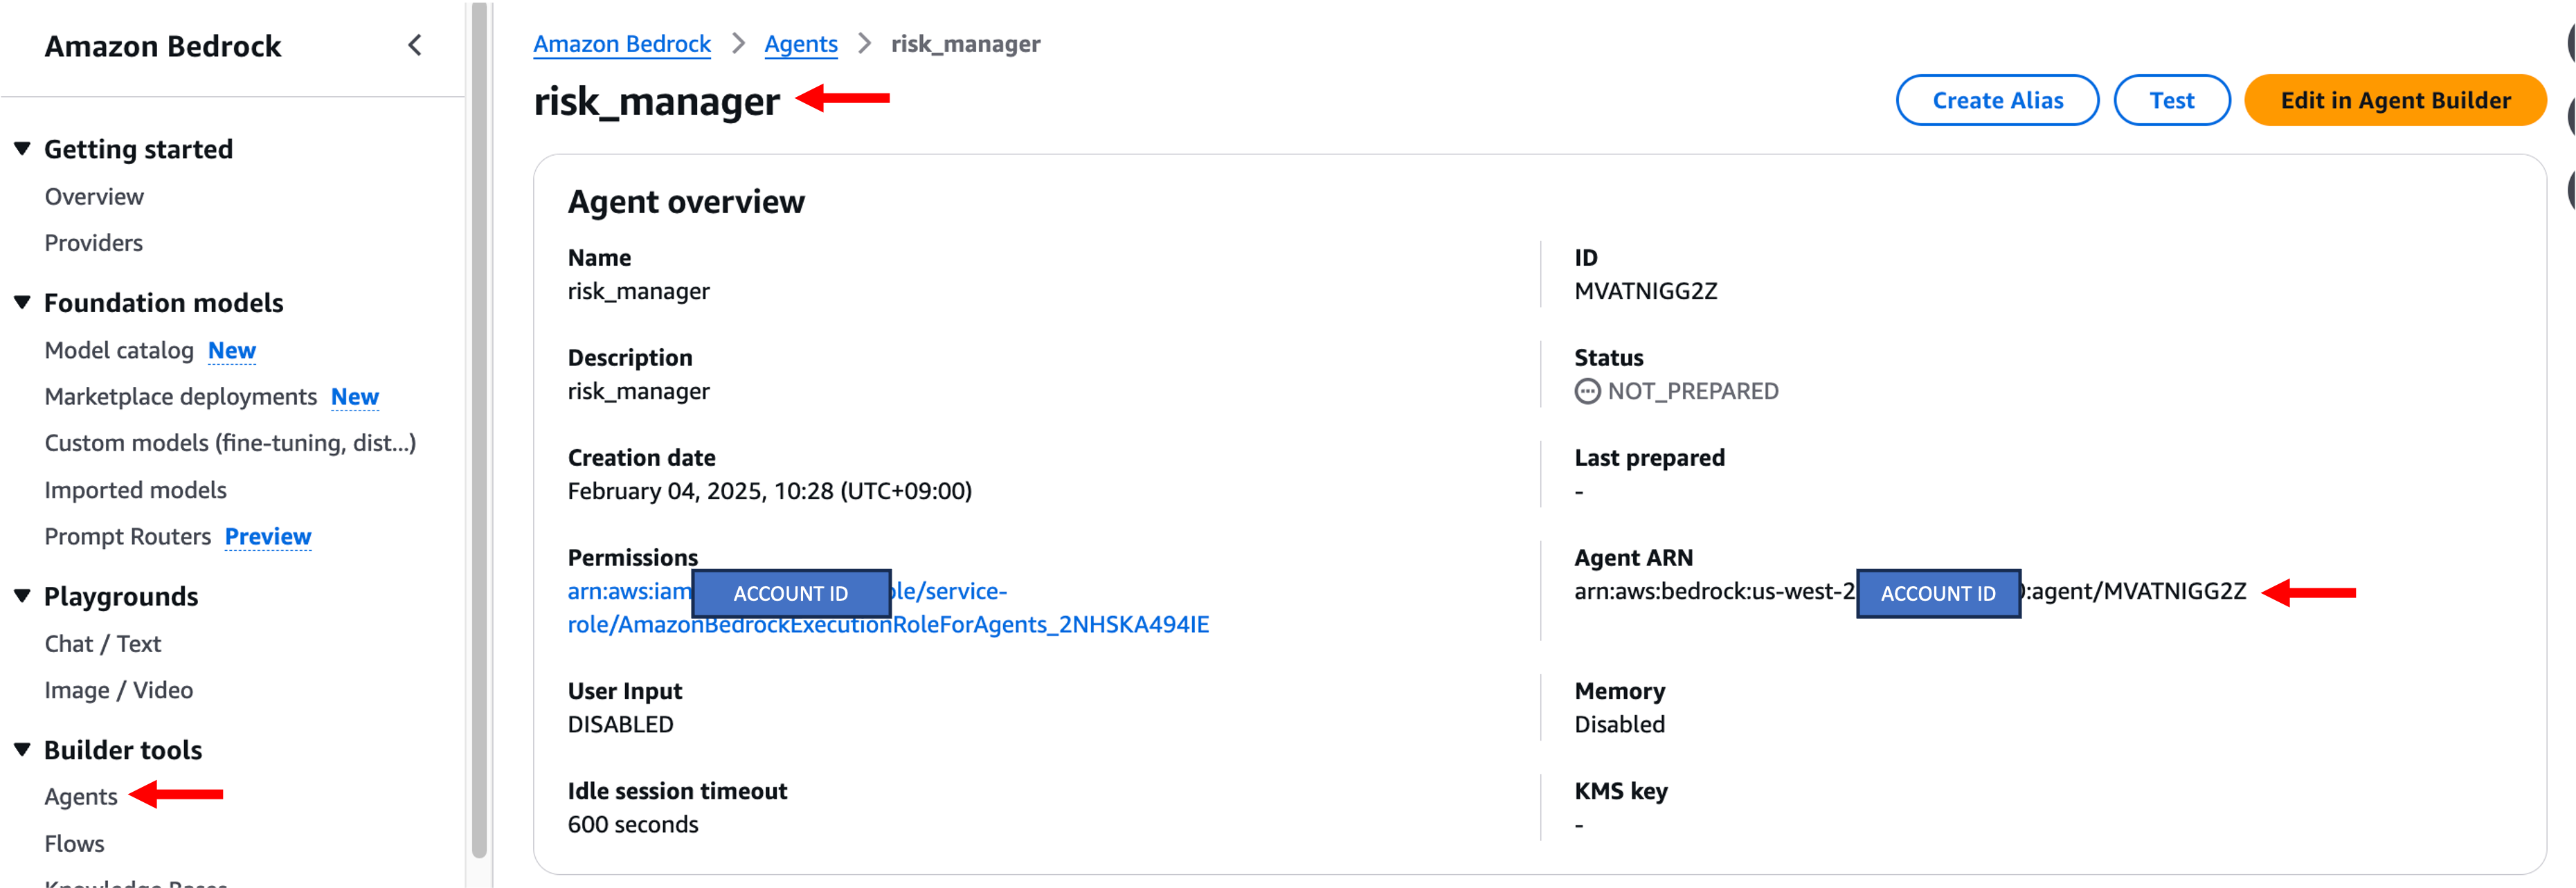 Amazon Bedrock
Getting started
Overview
Providers
Foundation models
Model catalog New
Marketplace deployments New
Custom models (fine-tuning, dist...)
Imported models
Prompt Routers Preview
Playgrounds
Chat / Text
Image / Video
Builder tools
Agents
Flows
Knowledge Bases
Amazon Bedrock > Agents > risk_manager
risk_manager
Create Alias
Test
Edit in Agent Builder
Agent overview
Name
risk_manager
ID
MVATNIGG2Z
Description
risk_manager
Status
NOT_PREPARED
Creation date
February 04, 2025, 10:28 (UTC+09:00)
Last prepared
-
Permissions
arn:aws:iam ACCOUNT ID ole/service-
role/AmazonBedrockExecutionRoleForAgents_2NHSKA494IE
Agent ARN
arn:aws:bedrock:us-west-2 ACCOUNT ID :agent/MVATNIGG2Z
User Input
DISABLED
Memory
Disabled
Idle session timeout
600 seconds
KMS key
-